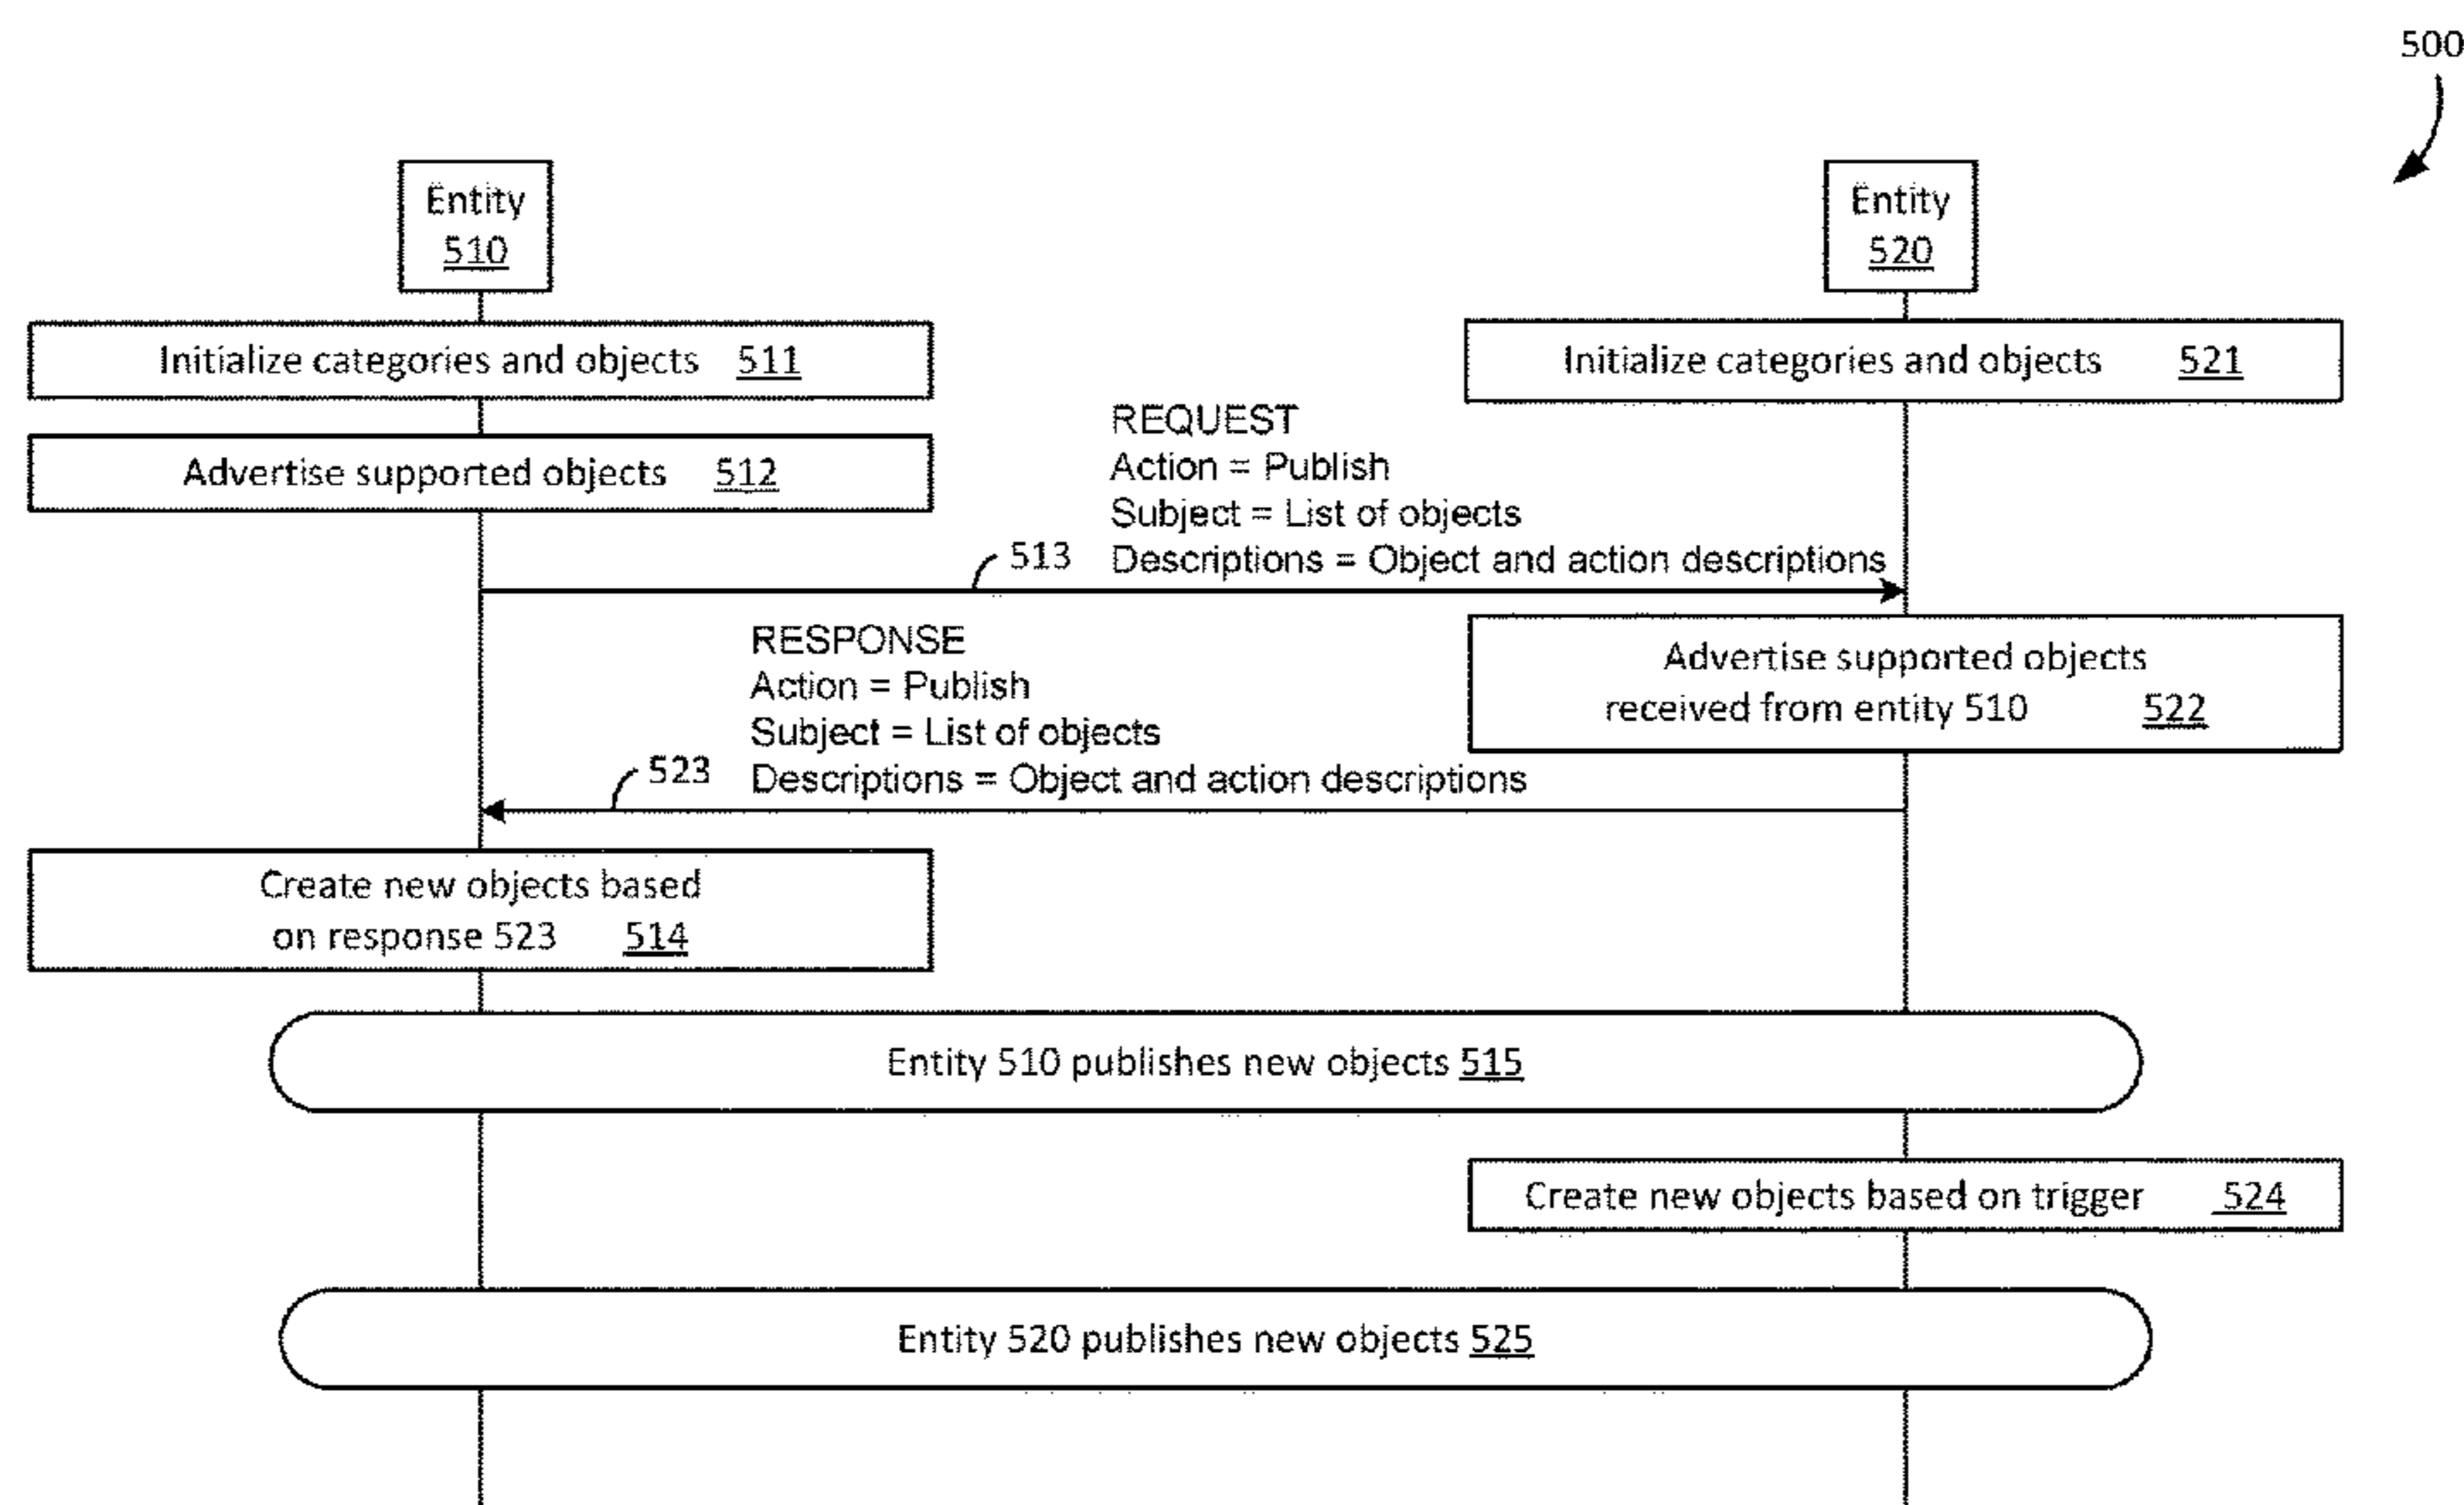 500
Entity
510
Entity
520
Initialize categories and objects 511
Initialize categories and objects 521
Advertise supported objects 512
REQUEST
Action = Publish
Subject = List of objects
Descriptions = Object and action descriptions
513
Advertise supported objects
received from entity 510 522
RESPONSE
Action = Publish
Subject = List of objects
Descriptions = Object and action descriptions
523
Create new objects based
on response 523 514
Entity 510 publishes new objects 515
Create new objects based on trigger 524
Entity 520 publishes new objects 525